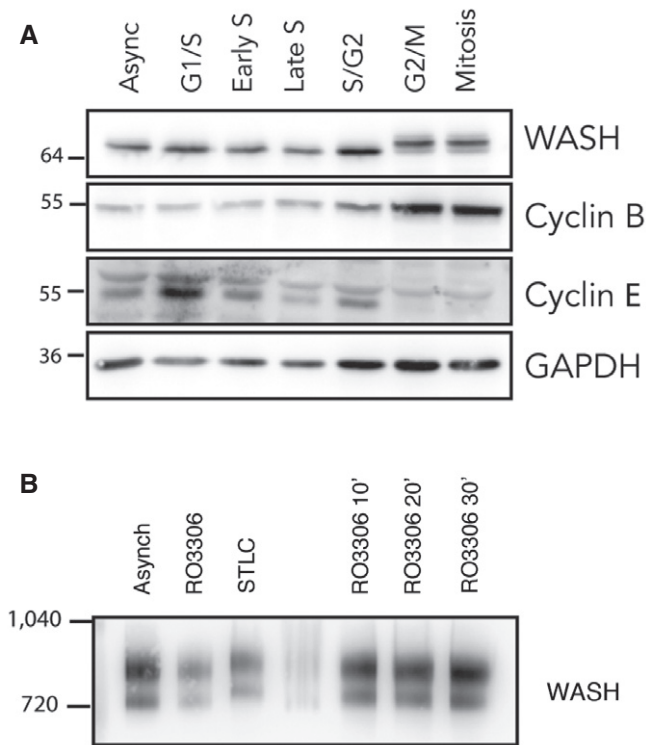 A
Async
G1/S
Early S
Late S
S/G2
G2/M
Mitosis
64
WASH
55
Cyclin B
55
Cyclin E
36
GAPDH
B
Asynch
RO3306
STLC
RO3306 10'
RO3306 20'
RO3306 30'
1,040
720
WASH